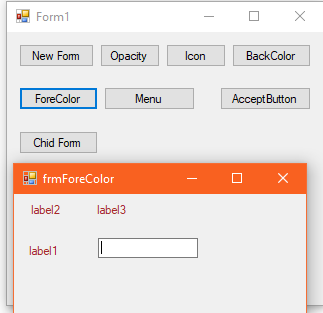 Form1
New Form Opacity Icon BackColor
ForeColor Menu AcceptButton
Chid Form
frmForeColor
label2 label3
label1